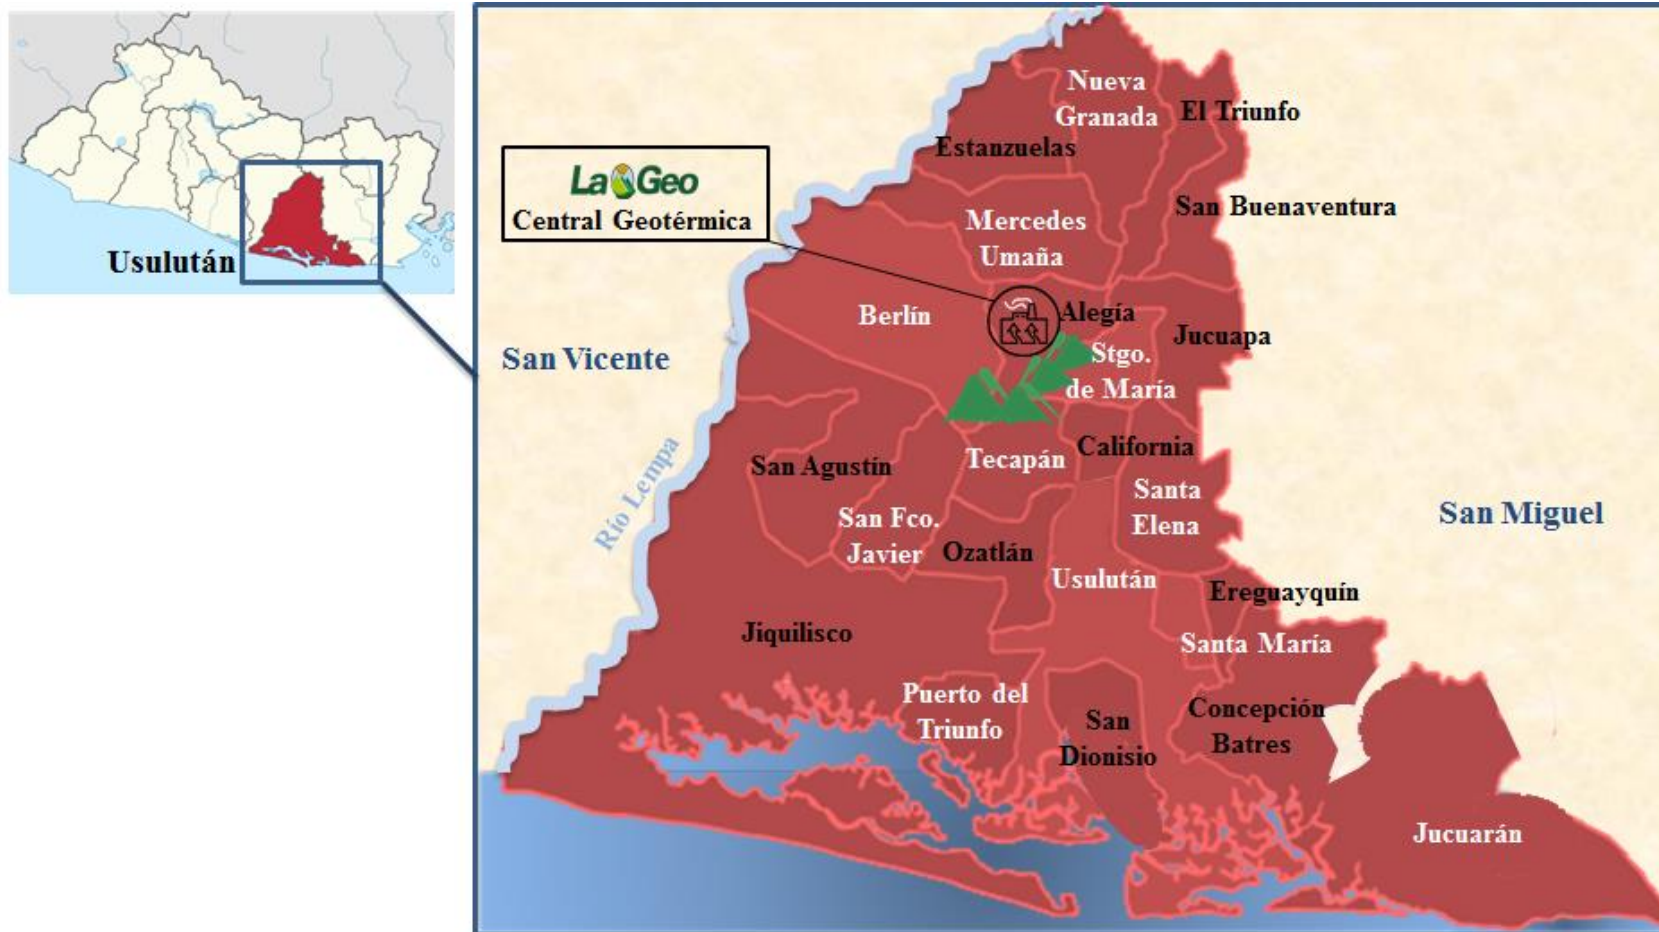 Usulután
LaGeo
Central Geotérmica
San Vicente
Río Lempa
San Miguel
Nueva
Granada
El Triunfo
Estanzuelas
San Buenaventura
Mercedes
Umaña
Berlín
Alegía
Jucuapa
Stgo.
de María
San Agustín
Tecapán
California
Santa
Elena
San Fco.
Javier
Ozatlán
Usulután
Ereguayquín
Jiquilisco
Santa María
Puerto del
Triunfo
San
Dionisio
Concepción
Batres
Jucuarán